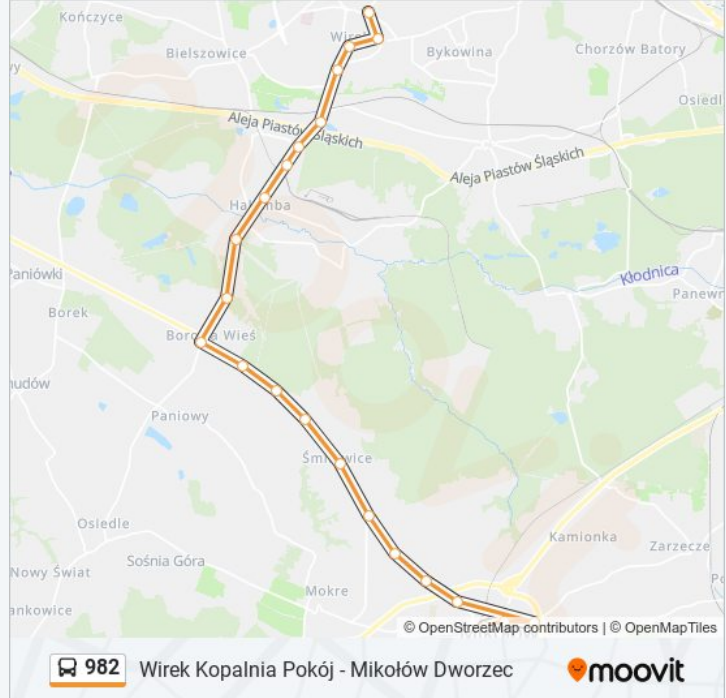 Kończyce
Wirek
Bielszowice
Bykowina
Chorzów Batory
Osiedl
Aleja Piastów Śląskich
Aleja Piastów Śląskich
Halemba
Kłodnica
Paniówki
Panewn
Borek
Borowa Wieś
nudów
Paniowy
Śmiłowice
Osiedle
Kamionka
Sośnia Góra
Zarzecze
Nowy Świat
Mokre
ankowice
© OpenStreetMap contributors | © OpenMapTiles
982 Wirek Kopalnia Pokój - Mikołów Dworzec
moovit